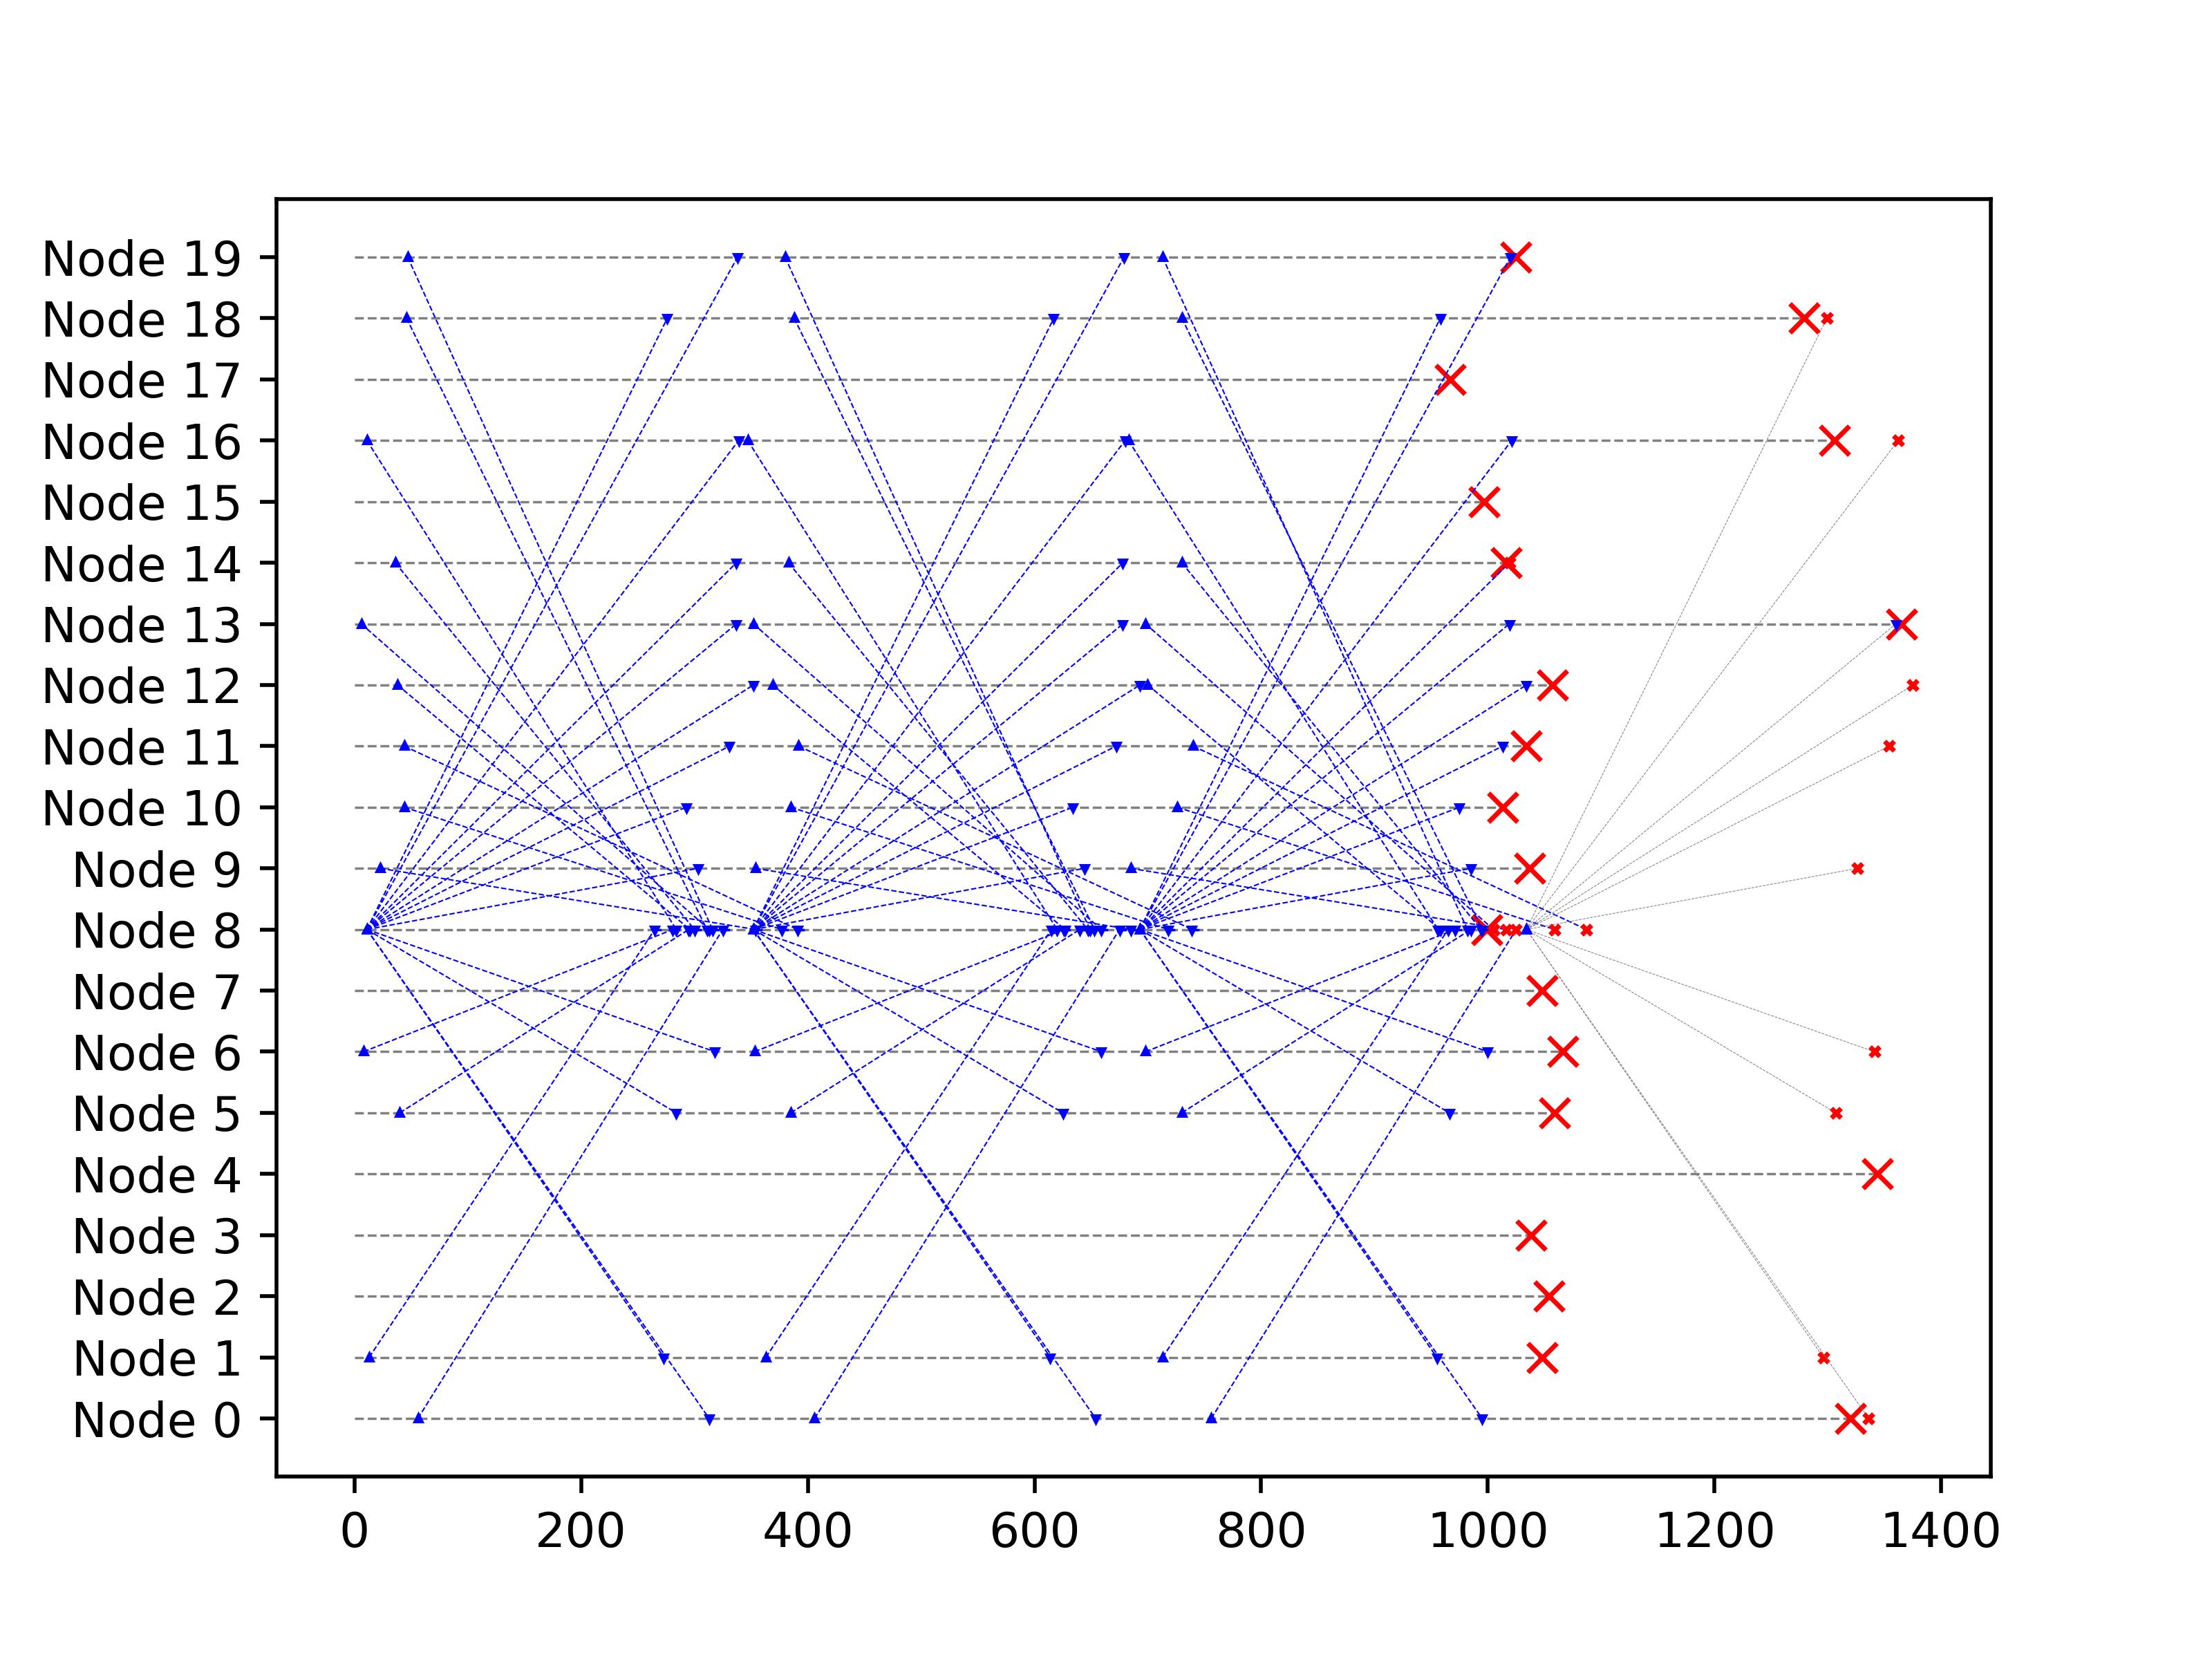 Node 19
Node 18
Node 17
Node 16
Node 15
Node 14
Node 13
Node 12
Node 11
Node 10
Node 9
Node 8
Node 7
Node 6
Node 5
Node 4
Node 3
Node 2
Node 1
Node 0
0 200 400 600 800 1000 1200 1400